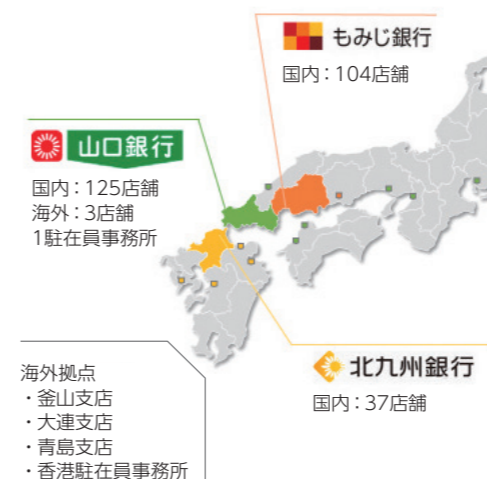 もみじ銀行
国内：104店舗
山口銀行
国内：125店舗
海外：3店舗
1駐在員事務所
北九州銀行
国内：37店舗
海外拠点
・釜山支店
・大連支店
・青島支店
・香港駐在員事務所